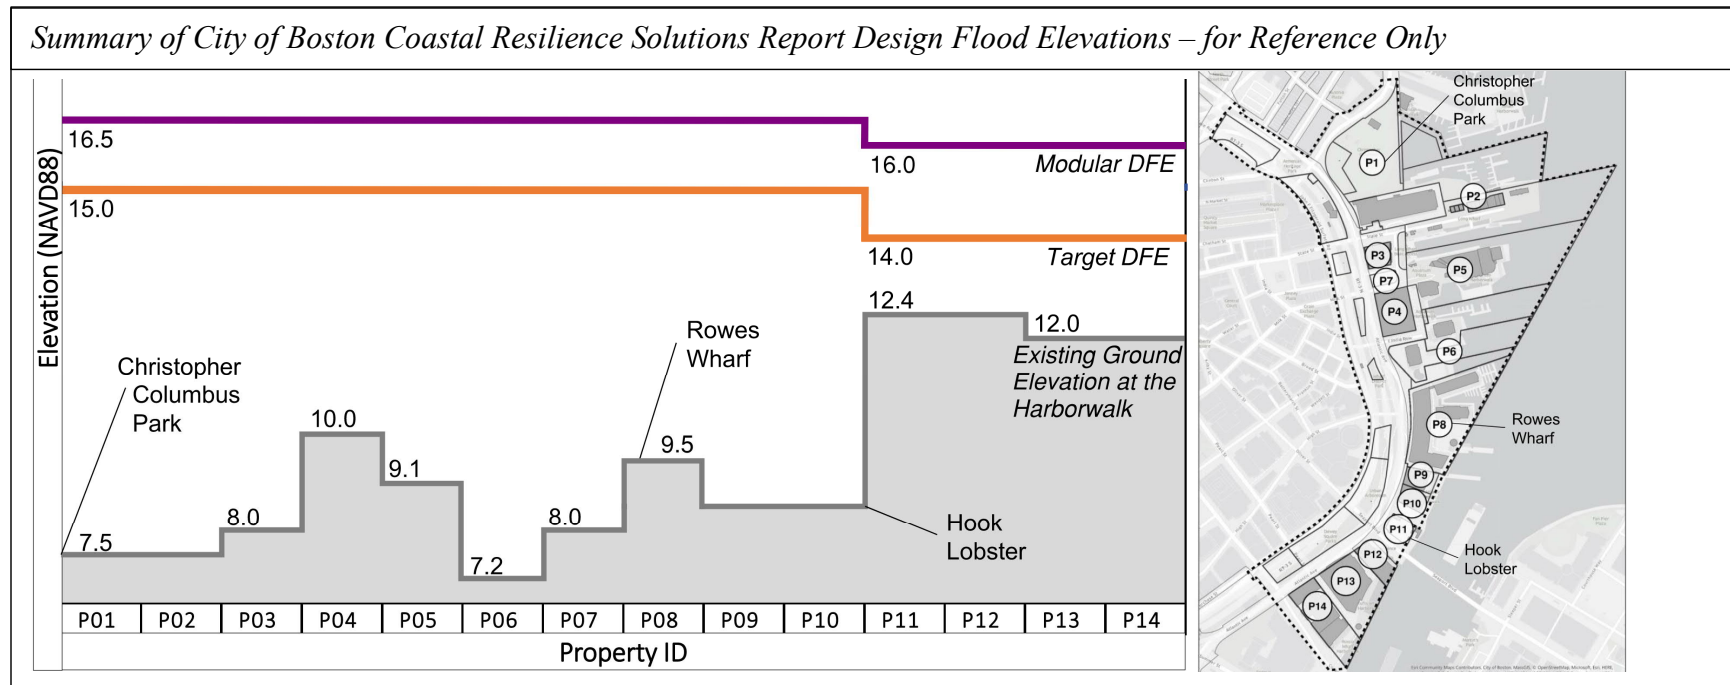 Summary of City of Boston Coastal Resilience Solutions Report Design Flood Elevations – for Reference Only
Elevation (NAVD88)
16.5
16.0
Modular DFE
15.0
14.0
Target DFE
12.4
12.0
Existing Ground
Elevation at the
Harborwalk
Rowes
Wharf
Christopher
Columbus
Park
10.0
9.5
9.1
8.0
8.0
7.5
7.2
Hook
Lobster
P01 P02 P03 P04 P05 P06 P07 P08 P09 P10 P11 P12 P13 P14
Property ID
Christopher
Columbus
Park
P1
P2
P3
P5
P7
P4
P6
P8
Rowes
Wharf
P9
P10
P11
Hook
Lobster
P12
P13
P14